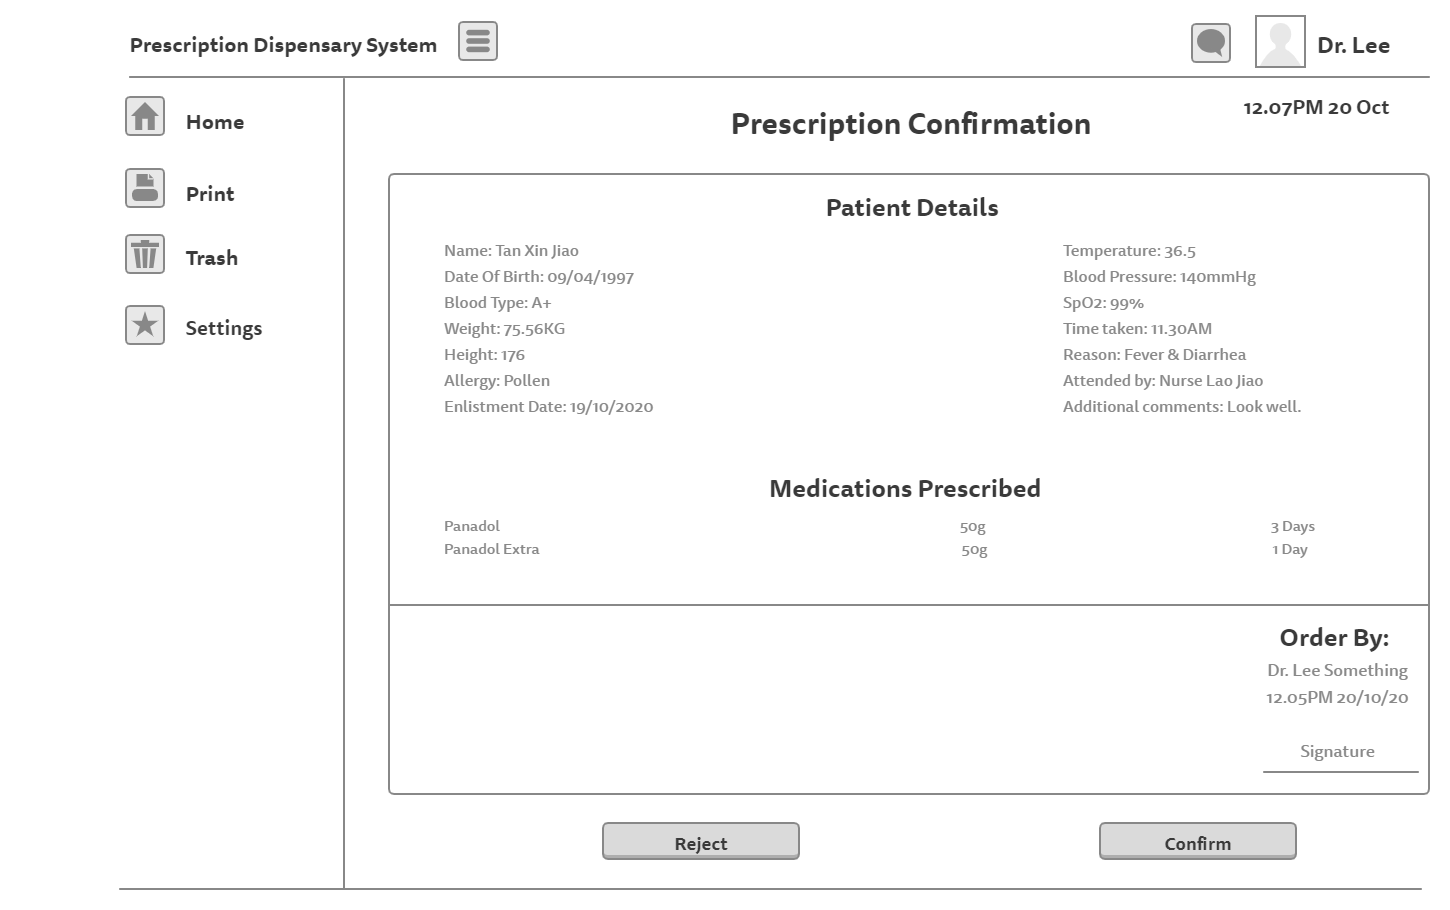 Prescription Dispensary System
Dr. Lee
Home
Print
Trash
Settings
12.07PM 20 Oct
Prescription Confirmation
Patient Details
Name: Tan Xin Jiao
Date Of Birth: 09/04/1997
Blood Type: A+
Weight: 75.56KG
Height: 176
Allergy: Pollen
Enlistment Date: 19/10/2020
Temperature: 36.5
Blood Pressure: 140mmHg
SpO2: 99%
Time taken: 11.30AM
Reason: Fever & Diarrhea
Attended by: Nurse Lao Jiao
Additional comments: Look well.
Medications Prescribed
Panadol 50g 3 Days
Panadol Extra 50g 1 Day
Order By:
Dr. Lee Something
12.05PM 20/10/20
Signature
Reject
Confirm